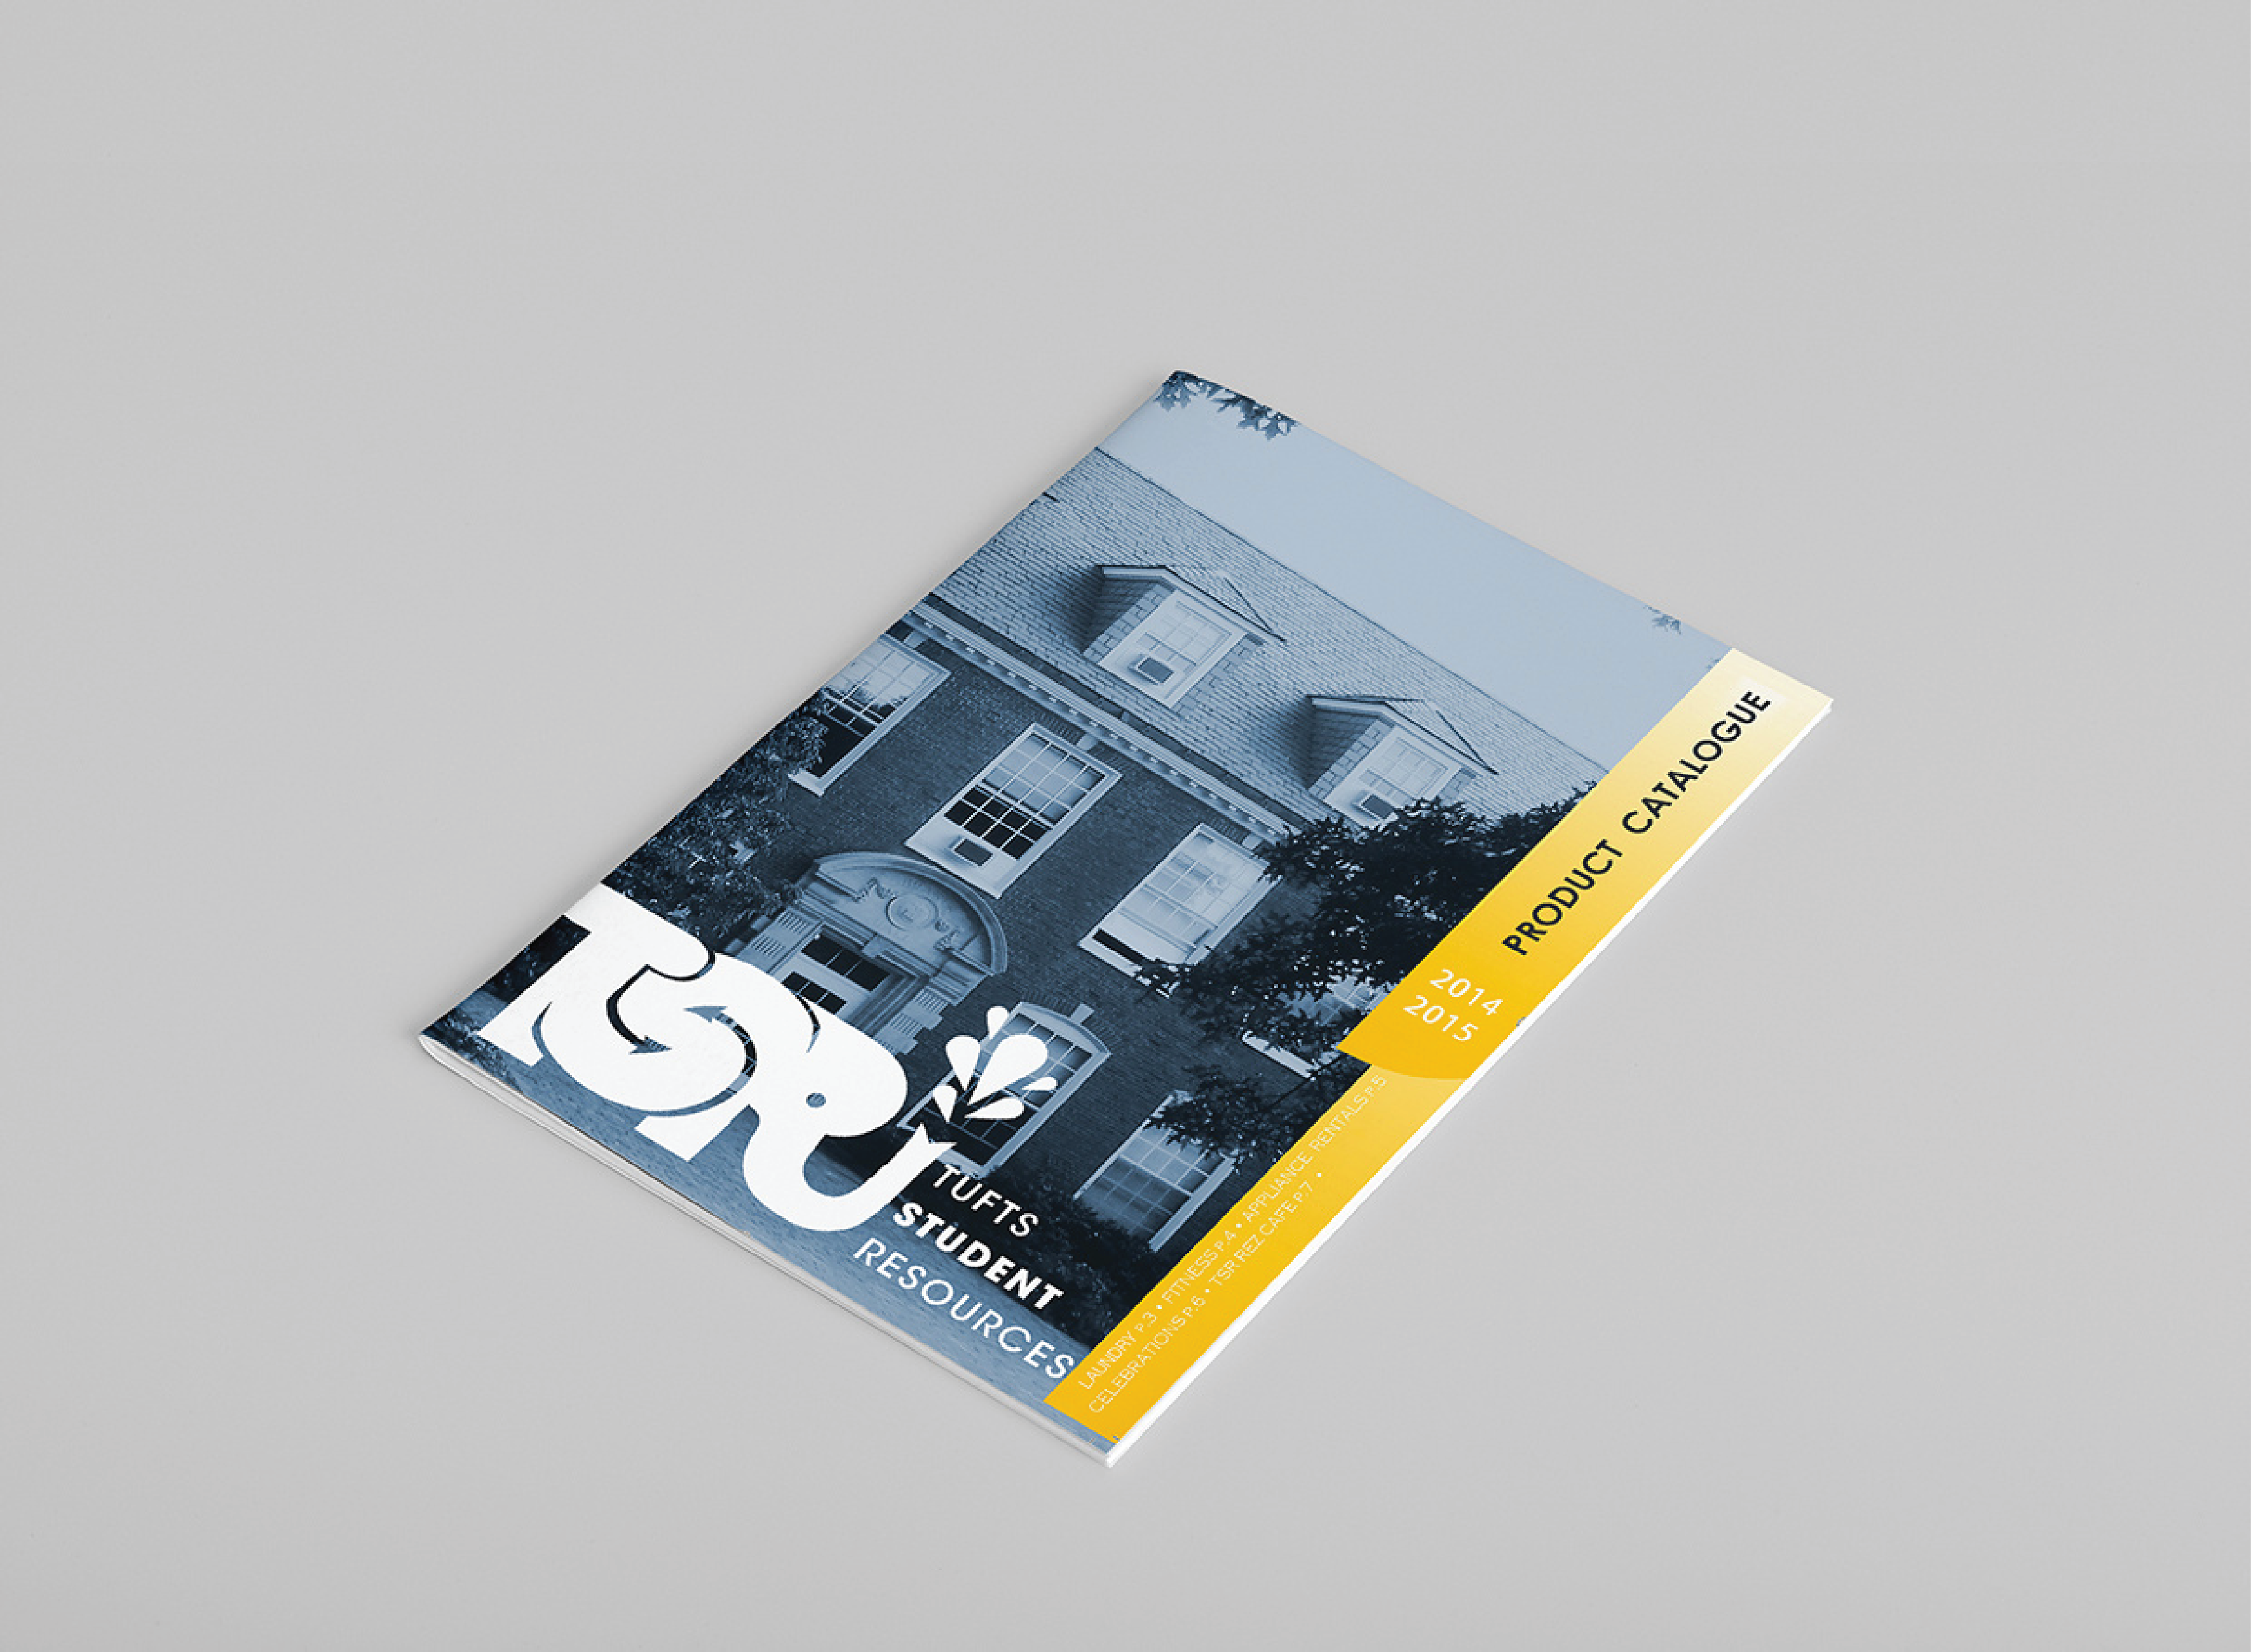 TSR
TUFTS
STUDENT
RESOURCES
PRODUCT CATALOGUE
2014
2015
LAUNDRY P.3 • FITNESS P.4 • APPLIANCE RENTALS P.5
CELEBRATIONS P.6 • TSR REZ CAFE P.7 •